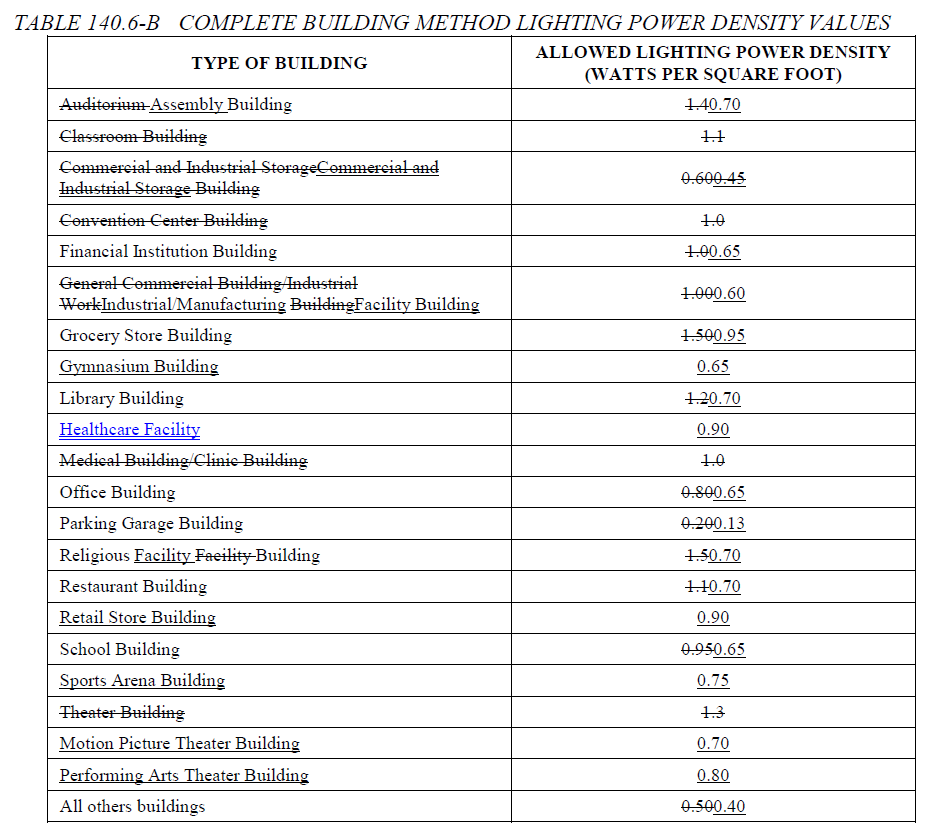 TABLE 140.6-B COMPLETE BUILDING METHOD LIGHTING POWER DENSITY VALUES
TYPE OF BUILDING
ALLOWED LIGHTING POWER DENSITY
(WATTS PER SQUARE FOOT)
Auditorium Assembly Building
1.40.70
Classroom Building
1.1
Commercial and Industrial StorageCommercial and
Industrial Storage Building
0.600.45
Convention Center Building
1.0
Financial Institution Building
1.00.65
General Commercial Building/Industrial
WorkIndustrial/Manufacturing BuildingFacility Building
1.000.60
Grocery Store Building
1.500.95
Gymnasium Building
0.65
Library Building
1.20.70
Healthcare Facility
0.90
Medical Building/Clinic Building
1.0
Office Building
0.800.65
Parking Garage Building
0.200.13
Religious Facility Facility Building
1.50.70
Restaurant Building
1.10.70
Retail Store Building
0.90
School Building
0.950.65
Sports Arena Building
0.75
Theater Building
1.3
Motion Picture Theater Building
0.70
Performing Arts Theater Building
0.80
All others buildings
0.500.40